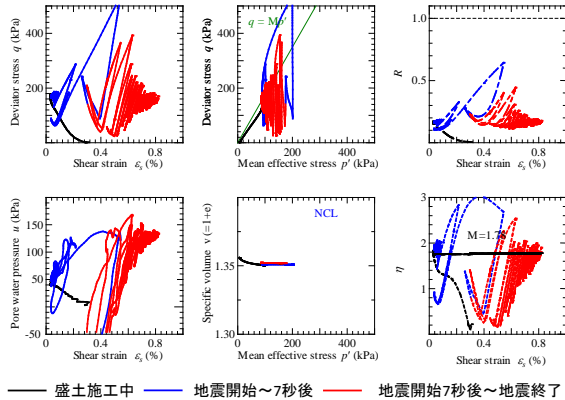 400
200
0
0.4
0.8
Deviator stress q (kPa)
Shear strain εs (%)
q = Mp'
400
200
0
200
400
Deviator stress q (kPa)
Mean effective stress p' (kPa)
1.0
0.5
0
0.4
0.8
R
Shear strain εs (%)
150
100
50
0
-50
0
0.4
0.8
Pore water pressure u (kPa)
Shear strain εs (%)
NCL
1.35
1.30
0
200
400
Specific volume v (=1+e)
Mean effective stress p' (kPa)
M=1.76
3
2
1
0
0.4
0.8
η
Shear strain εs (%)
盛土施工中 地震開始～7秒後 地震開始7秒後～地震終了